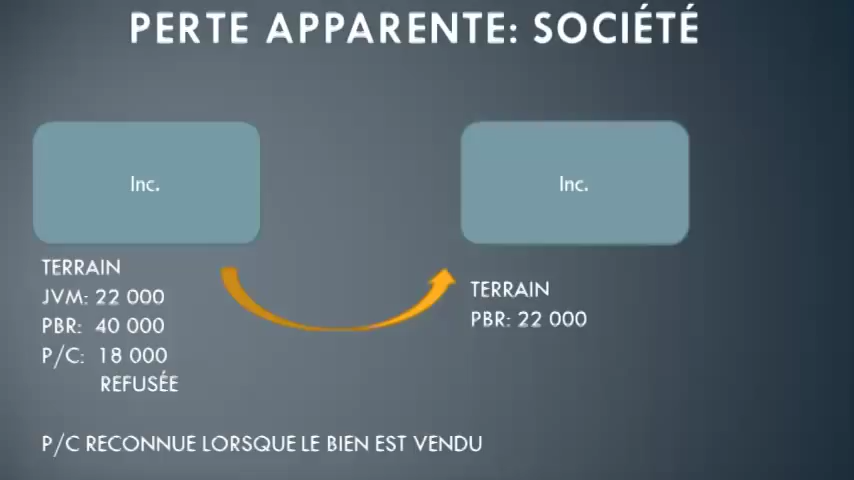 PERTE APPARENTE: SOCIÉTÉ
Inc.
Inc.
TERRAIN
JVM: 22 000
PBR: 40 000
P/C: 18 000
REFUSÉE
TERRAIN
PBR: 22 000
P/C RECONNUE LORSQUE LE BIEN EST VENDU